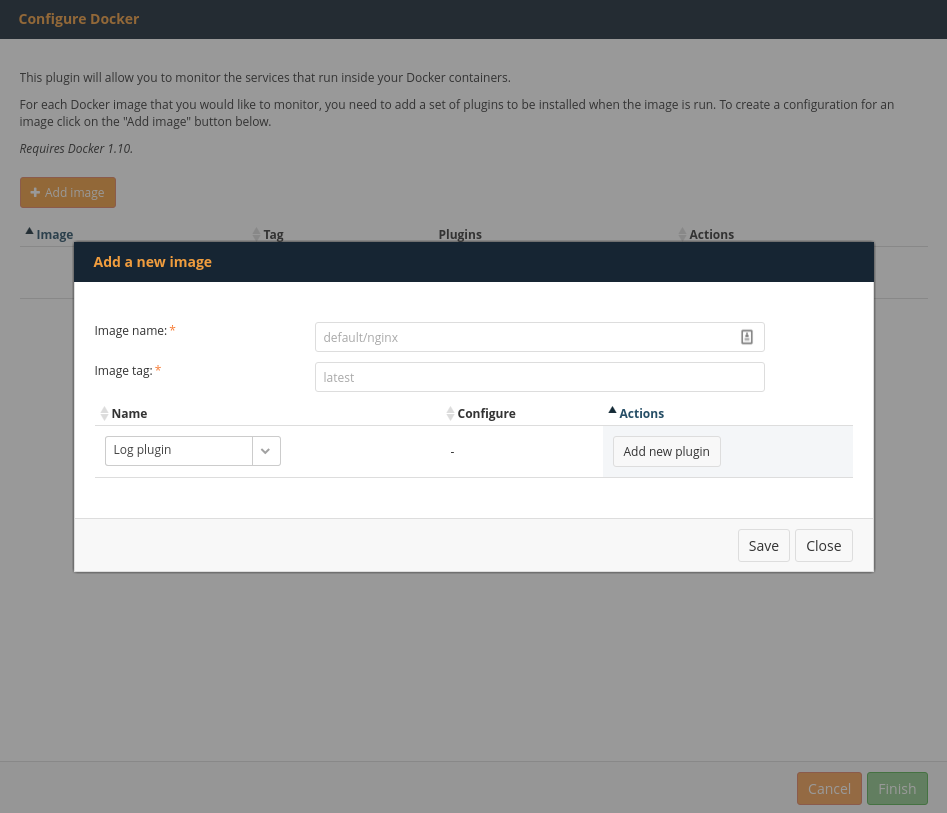 Configure Docker
This plugin will allow you to monitor the services that run inside your Docker containers.
For each Docker image that you would like to monitor, you need to add a set of plugins to be installed when the image is run. To create a configuration for an
image click on the "Add image" button below.
Requires Docker 1.10.
Add image
Image Tag Plugins Actions
Add a new image
Image name: * default/nginx
Image tag: * latest
Name Configure Actions
Log plugin - Add new plugin
Save Close
Cancel Finish